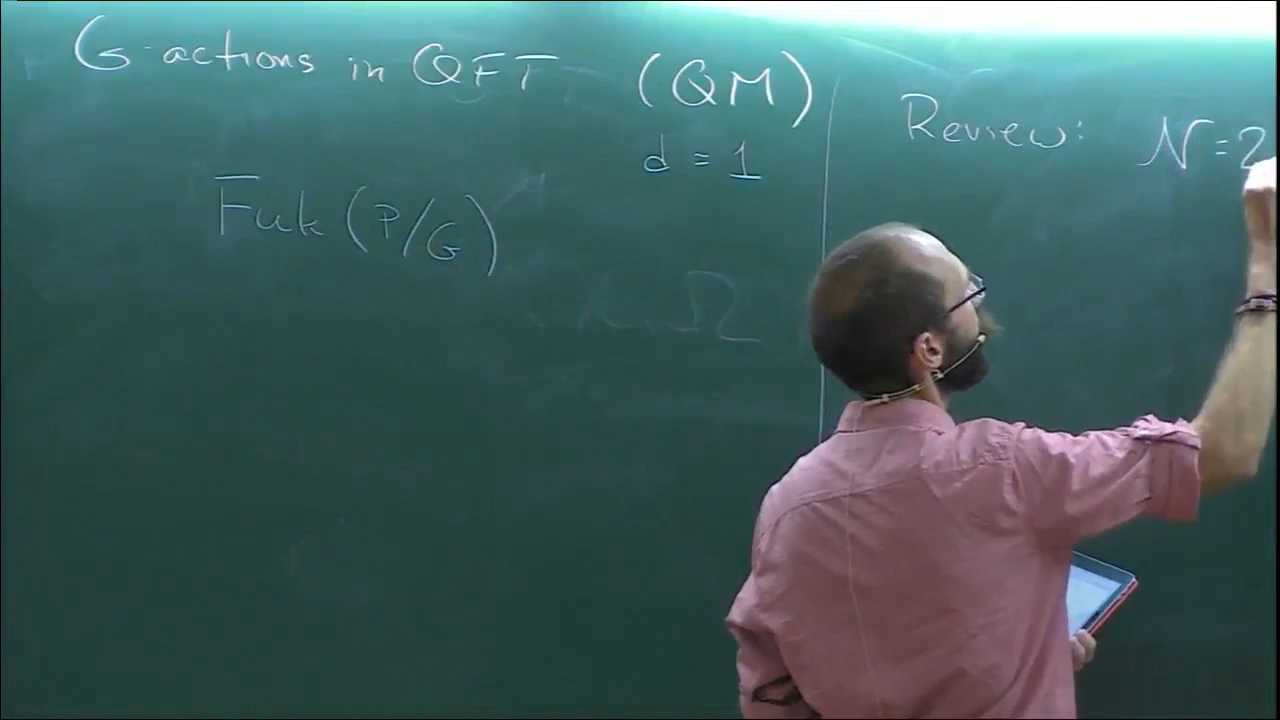 G-actions in QFT (QM)
d = 1
Fuk (P/G)
Review: N=2